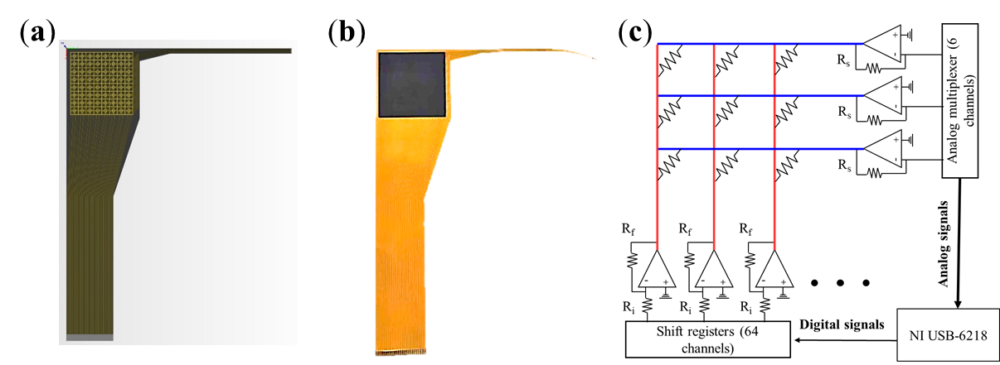 (a)
(b)
(c)
Rs
Rs
Rs
+
-
+
-
+
-
Analog multiplexer (6
channels)
Analog signals
Rf
Rf
Rf
-
+
-
+
-
+
• • •
Ri
Ri
Ri
Shift registers (64
channels)
Digital signals
NI USB-6218